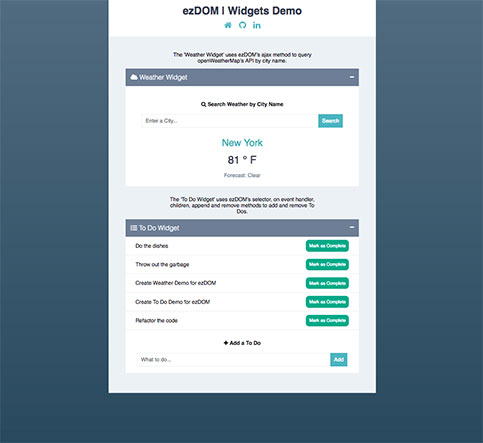 ezDOM | Widgets Demo
The 'Weather Widget' uses ezDOM's ajax method to query
openWeatherMap's API by city name.
Weather Widget
Search Weather by City Name
Enter a City...
Search
New York
81 ° F
Forecast: Clear
The 'To Do Widget' uses ezDOM's selector, on event handler,
children, append and remove methods to add and remove To
Dos.
To Do Widget
Do the dishes
Mark as Complete
Throw out the garbage
Mark as Complete
Create Weather Demo for ezDOM
Mark as Complete
Create To Do Demo for ezDOM
Mark as Complete
Refactor the code
Mark as Complete
Add a To Do
What to do...
Add